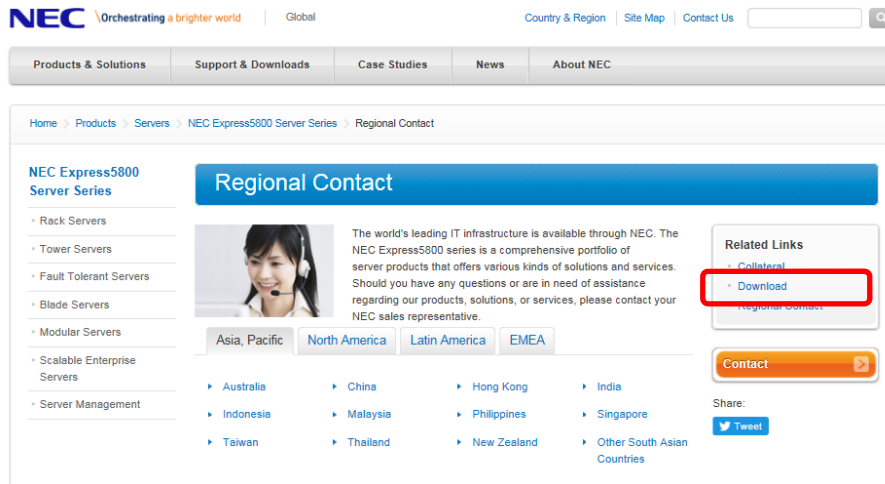 NEC \Orchestrating a brighter world Global Country & Region Site Map Contact Us
Products & Solutions Support & Downloads Case Studies News About NEC
Home > Products > Servers > NEC Express5800 Server Series > Regional Contact
NEC Express5800
Server Series
Rack Servers
Tower Servers
Fault Tolerant Servers
Blade Servers
Modular Servers
Scalable Enterprise
Servers
Server Management
Regional Contact
The world's leading IT infrastructure is available through NEC. The
NEC Express5800 series is a comprehensive portfolio of
server products that offers various kinds of solutions and services.
Should you have any questions or are in need of assistance
regarding our products, solutions, or services, please contact your
NEC sales representative.
Asia, Pacific North America Latin America EMEA
Australia China Hong Kong India
Indonesia Malaysia Philippines Singapore
Taiwan Thailand New Zealand Other South Asian
Countries
Related Links
Collateral
Download
Regional Contact
Contact
Share:
Tweet